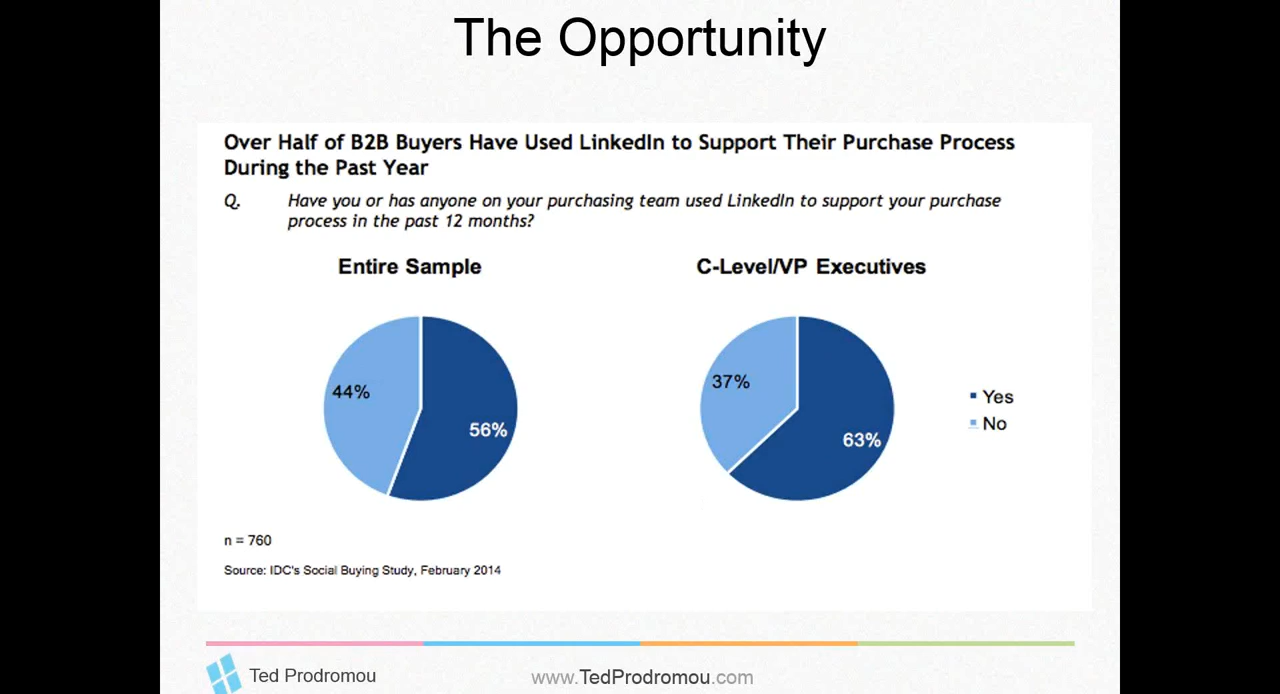 The Opportunity
Over Half of B2B Buyers Have Used LinkedIn to Support Their Purchase Process
During the Past Year
Q. Have you or has anyone on your purchasing team used LinkedIn to support your purchase
process in the past 12 months?
Entire Sample
C-Level/VP Executives
44%
56%
37%
63%
Yes
No
n = 760
Source: IDC's Social Buying Study, February 2014
Ted Prodromou
www.TedProdromou.com